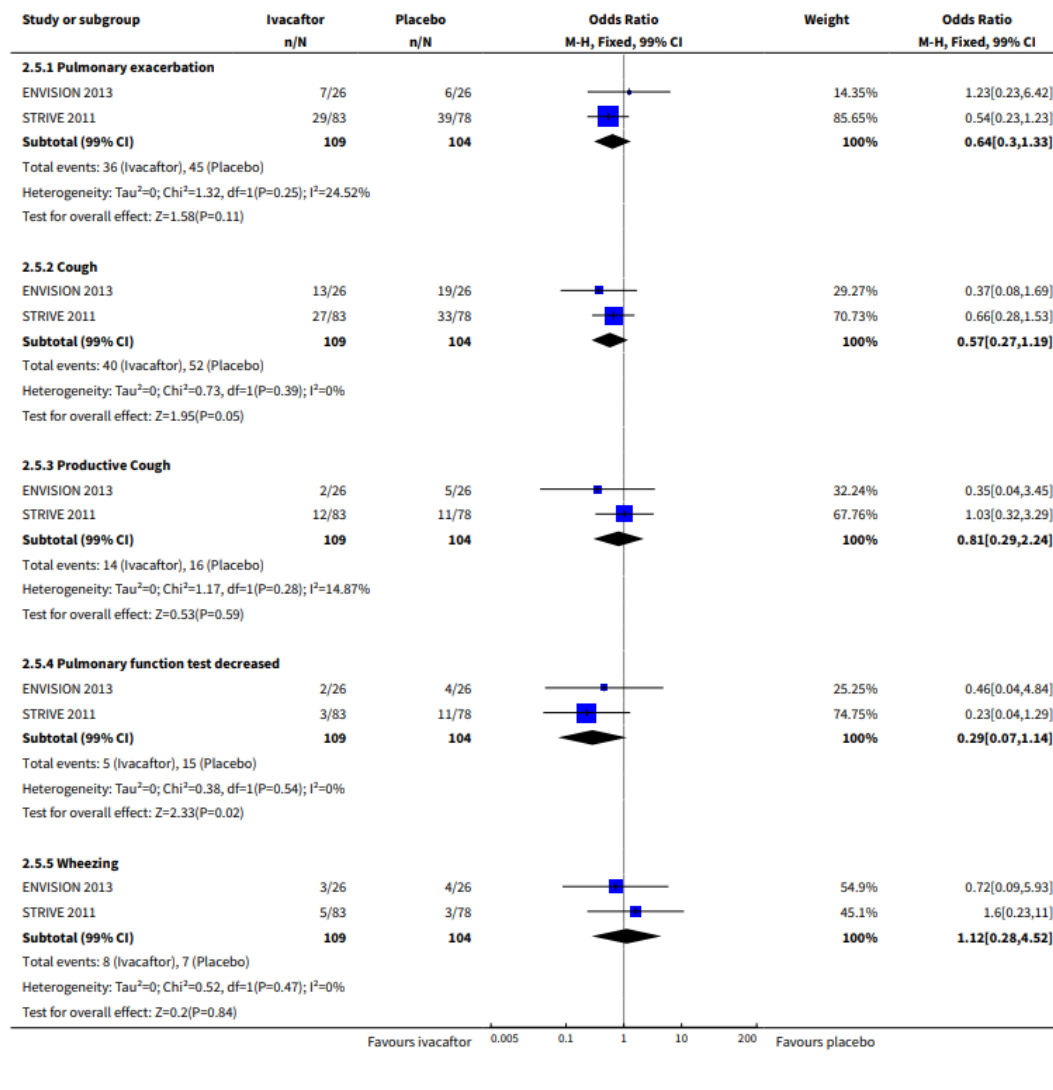 Study or subgroup Ivacaftor Placebo Odds Ratio Weight Odds Ratio
n/N n/N M-H, Fixed, 99% CI M-H, Fixed, 99% CI
2.5.1 Pulmonary exacerbation
ENVISION 2013 7/26 6/26 14.35% 1.23[0.23,6.42]
STRIVE 2011 29/83 39/78 85.65% 0.54[0.23,1.23]
Subtotal (99% CI) 109 104 100% 0.64[0.3,1.33]
Total events: 36 (Ivacaftor), 45 (Placebo)
Heterogeneity: Tau²=0; Chi²=1.32, df=1(P=0.25); I²=24.52%
Test for overall effect: Z=1.58(P=0.11)
2.5.2 Cough
ENVISION 2013 13/26 19/26 29.27% 0.37[0.08,1.69]
STRIVE 2011 27/83 33/78 70.73% 0.66[0.28,1.53]
Subtotal (99% CI) 109 104 100% 0.57[0.27,1.19]
Total events: 40 (Ivacaftor), 52 (Placebo)
Heterogeneity: Tau²=0; Chi²=0.73, df=1(P=0.39); I²=0%
Test for overall effect: Z=1.95(P=0.05)
2.5.3 Productive Cough
ENVISION 2013 2/26 5/26 32.24% 0.35[0.04,3.45]
STRIVE 2011 12/83 11/78 67.76% 1.03[0.32,3.29]
Subtotal (99% CI) 109 104 100% 0.81[0.29,2.24]
Total events: 14 (Ivacaftor), 16 (Placebo)
Heterogeneity: Tau²=0; Chi²=1.17, df=1(P=0.28); I²=14.87%
Test for overall effect: Z=0.53(P=0.59)
2.5.4 Pulmonary function test decreased
ENVISION 2013 2/26 4/26 25.25% 0.46[0.04,4.84]
STRIVE 2011 3/83 11/78 74.75% 0.23[0.04,1.29]
Subtotal (99% CI) 109 104 100% 0.29[0.07,1.14]
Total events: 5 (Ivacaftor), 15 (Placebo)
Heterogeneity: Tau²=0; Chi²=0.38, df=1(P=0.54); I²=0%
Test for overall effect: Z=2.33(P=0.02)
2.5.5 Wheezing
ENVISION 2013 3/26 4/26 54.9% 0.72[0.09,5.93]
STRIVE 2011 5/83 3/78 45.1% 1.6[0.23,11]
Subtotal (99% CI) 109 104 100% 1.12[0.28,4.52]
Total events: 8 (Ivacaftor), 7 (Placebo)
Heterogeneity: Tau²=0; Chi²=0.52, df=1(P=0.47); I²=0%
Test for overall effect: Z=0.2(P=0.84)
Favours ivacaftor 0.005 0.1 1 10 200 Favours placebo